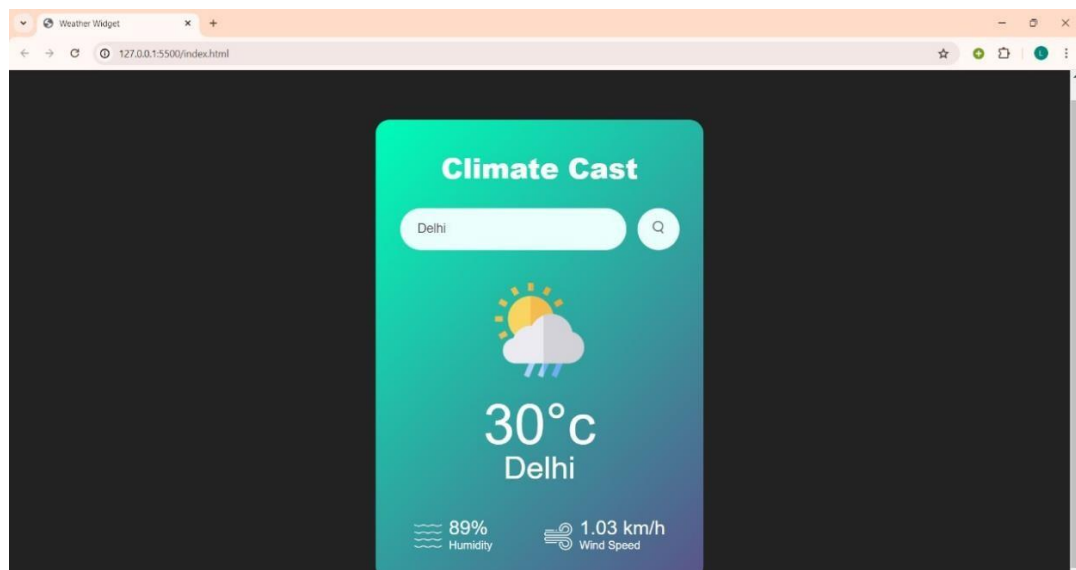 Weather Widget
127.0.0.1:5500/index.html
L
Climate Cast
Delhi
30°c
Delhi
89%
Humidity
1.03 km/h
Wind Speed